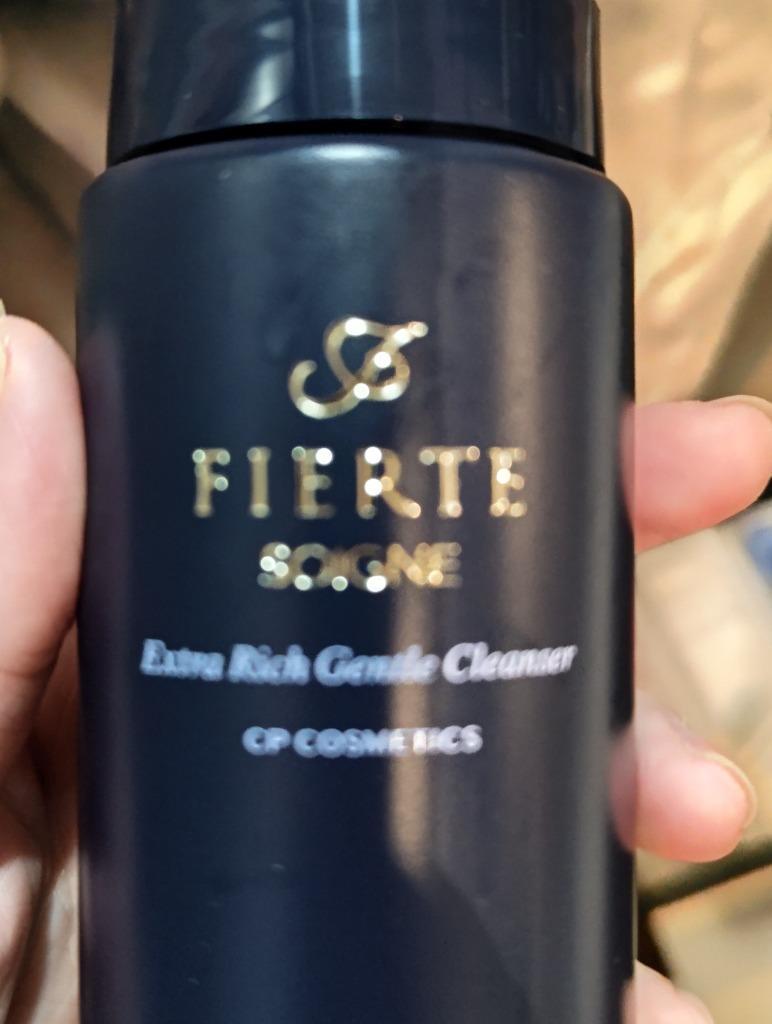 FIERTE
SOIGNE
Extra Rich Gentle Cleanser
CP COSMETICS